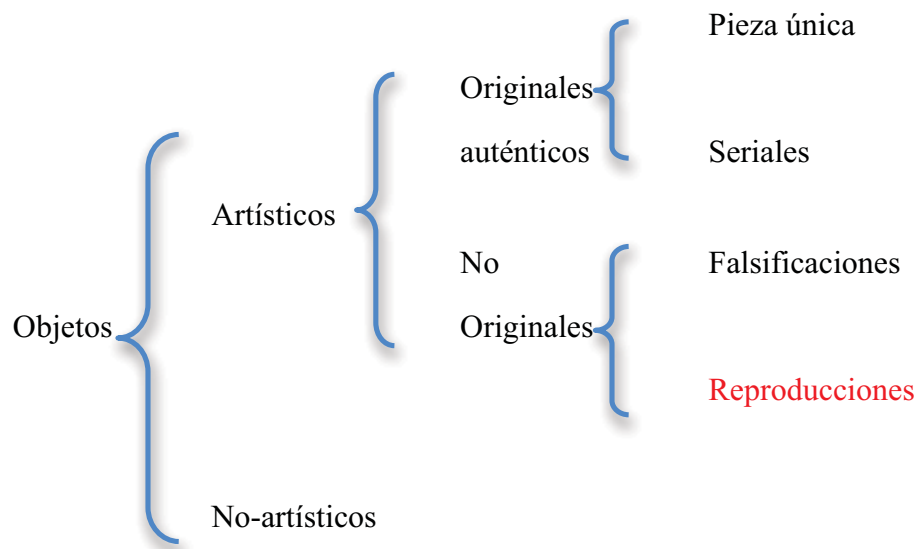 Pieza única
Originales
auténticos
Seriales
Artísticos
No
Originales
Falsificaciones
Objetos
Reproducciones
No-artísticos